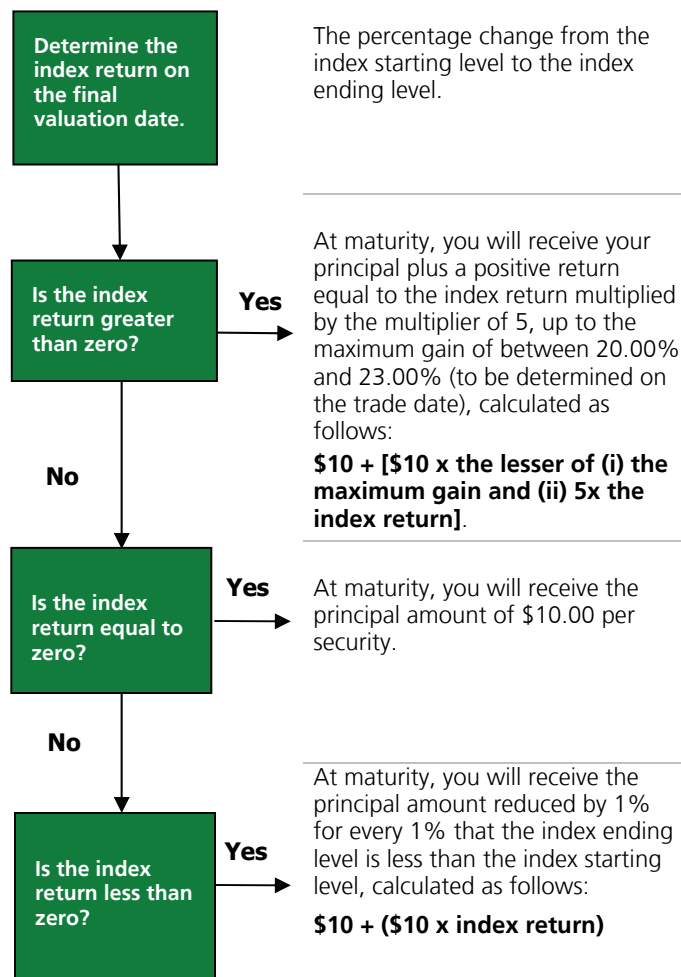 Determine the
index return on
the final
valuation date.
The percentage change from the
index starting level to the index
ending level.
Is the index
return greater
than zero?
Yes
At maturity, you will receive your
principal plus a positive return
equal to the index return multiplied
by the multiplier of 5, up to the
maximum gain of between 20.00%
and 23.00% (to be determined on
the trade date), calculated as
follows:
$10 + [$10 x the lesser of (i) the
maximum gain and (ii) 5x the
index return].
No
Is the index
return equal to
zero?
Yes
At maturity, you will receive the
principal amount of $10.00 per
security.
No
Is the index
return less than
zero?
Yes
At maturity, you will receive the
principal amount reduced by 1%
for every 1% that the index ending
level is less than the index starting
level, calculated as follows:
$10 + ($10 x index return)